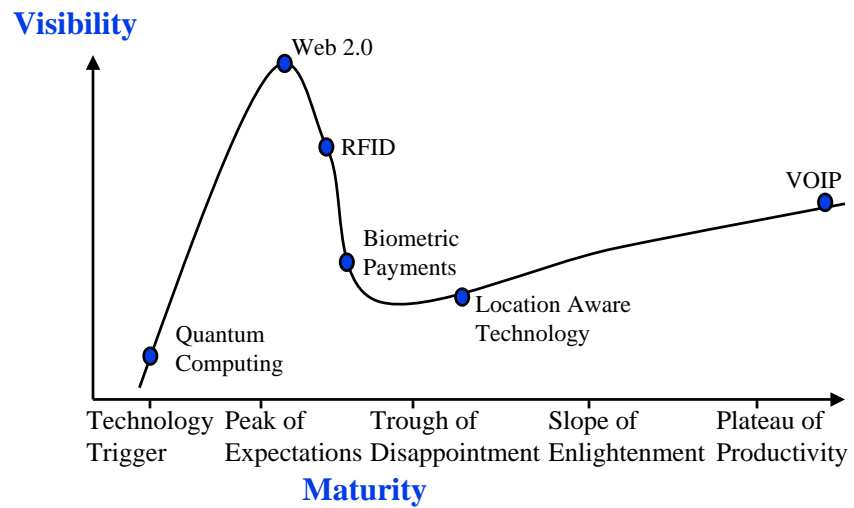 Visibility
Web 2.0
RFID
VOIP
Biometric
Payments
Location Aware
Technology
Quantum
Computing
Technology
Trigger
Peak of
Expectations
Trough of
Disappointment
Slope of
Enlightenment
Plateau of
Productivity
Maturity